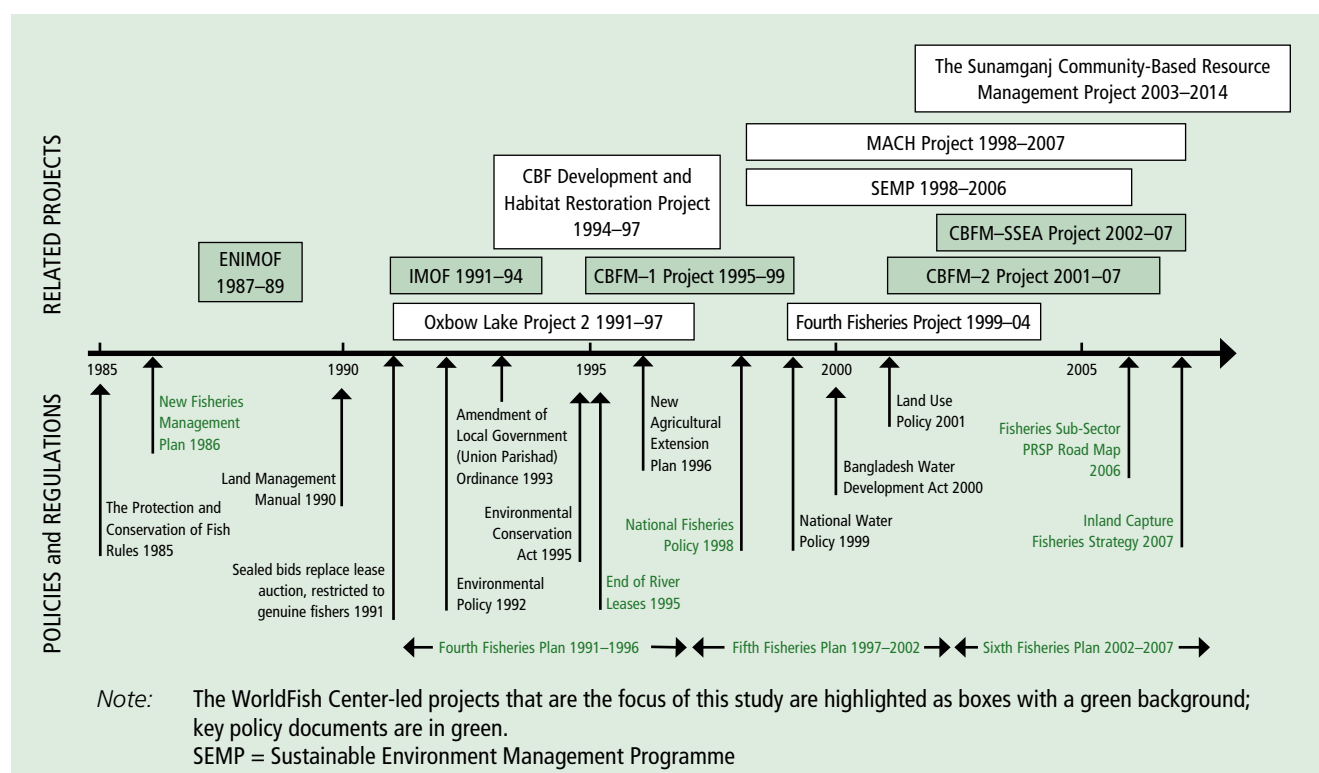 RELATED PROJECTS
The Sunamganj Community-Based Resource
Management Project 2003–2014
MACH Project 1998–2007
CBF Development and
Habitat Restoration Project
1994–97
SEMP 1998–2006
CBFM–SSEA Project 2002–07
ENIMOF
1987–89
IMOF 1991–94
CBFM–1 Project 1995–99
CBFM–2 Project 2001–07
Oxbow Lake Project 2 1991–97
Fourth Fisheries Project 1999–04
1985
1990
1995
2000
2005
POLICIES and REGULATIONS
The Protection and
Conservation of Fish
Rules 1985
New Fisheries
Management
Plan 1986
Land Management
Manual 1990
Sealed bids replace lease
auction, restricted to
genuine fishers 1991
Environmental
Policy 1992
Amendment of
Local Government
(Union Parishad)
Ordinance 1993
Environmental
Conservation
Act 1995
End of River
Leases 1995
New
Agricultural
Extension
Plan 1996
National Fisheries
Policy 1998
National Water
Policy 1999
Bangladesh Water
Development Act 2000
Land Use
Policy 2001
Fisheries Sub-Sector
PRSP Road Map
2006
Inland Capture
Fisheries Strategy 2007
Fourth Fisheries Plan 1991–1996
Fifth Fisheries Plan 1997–2002
Sixth Fisheries Plan 2002–2007
Note: The WorldFish Center-led projects that are the focus of this study are highlighted as boxes with a green background;
key policy documents are in green.
SEMP = Sustainable Environment Management Programme